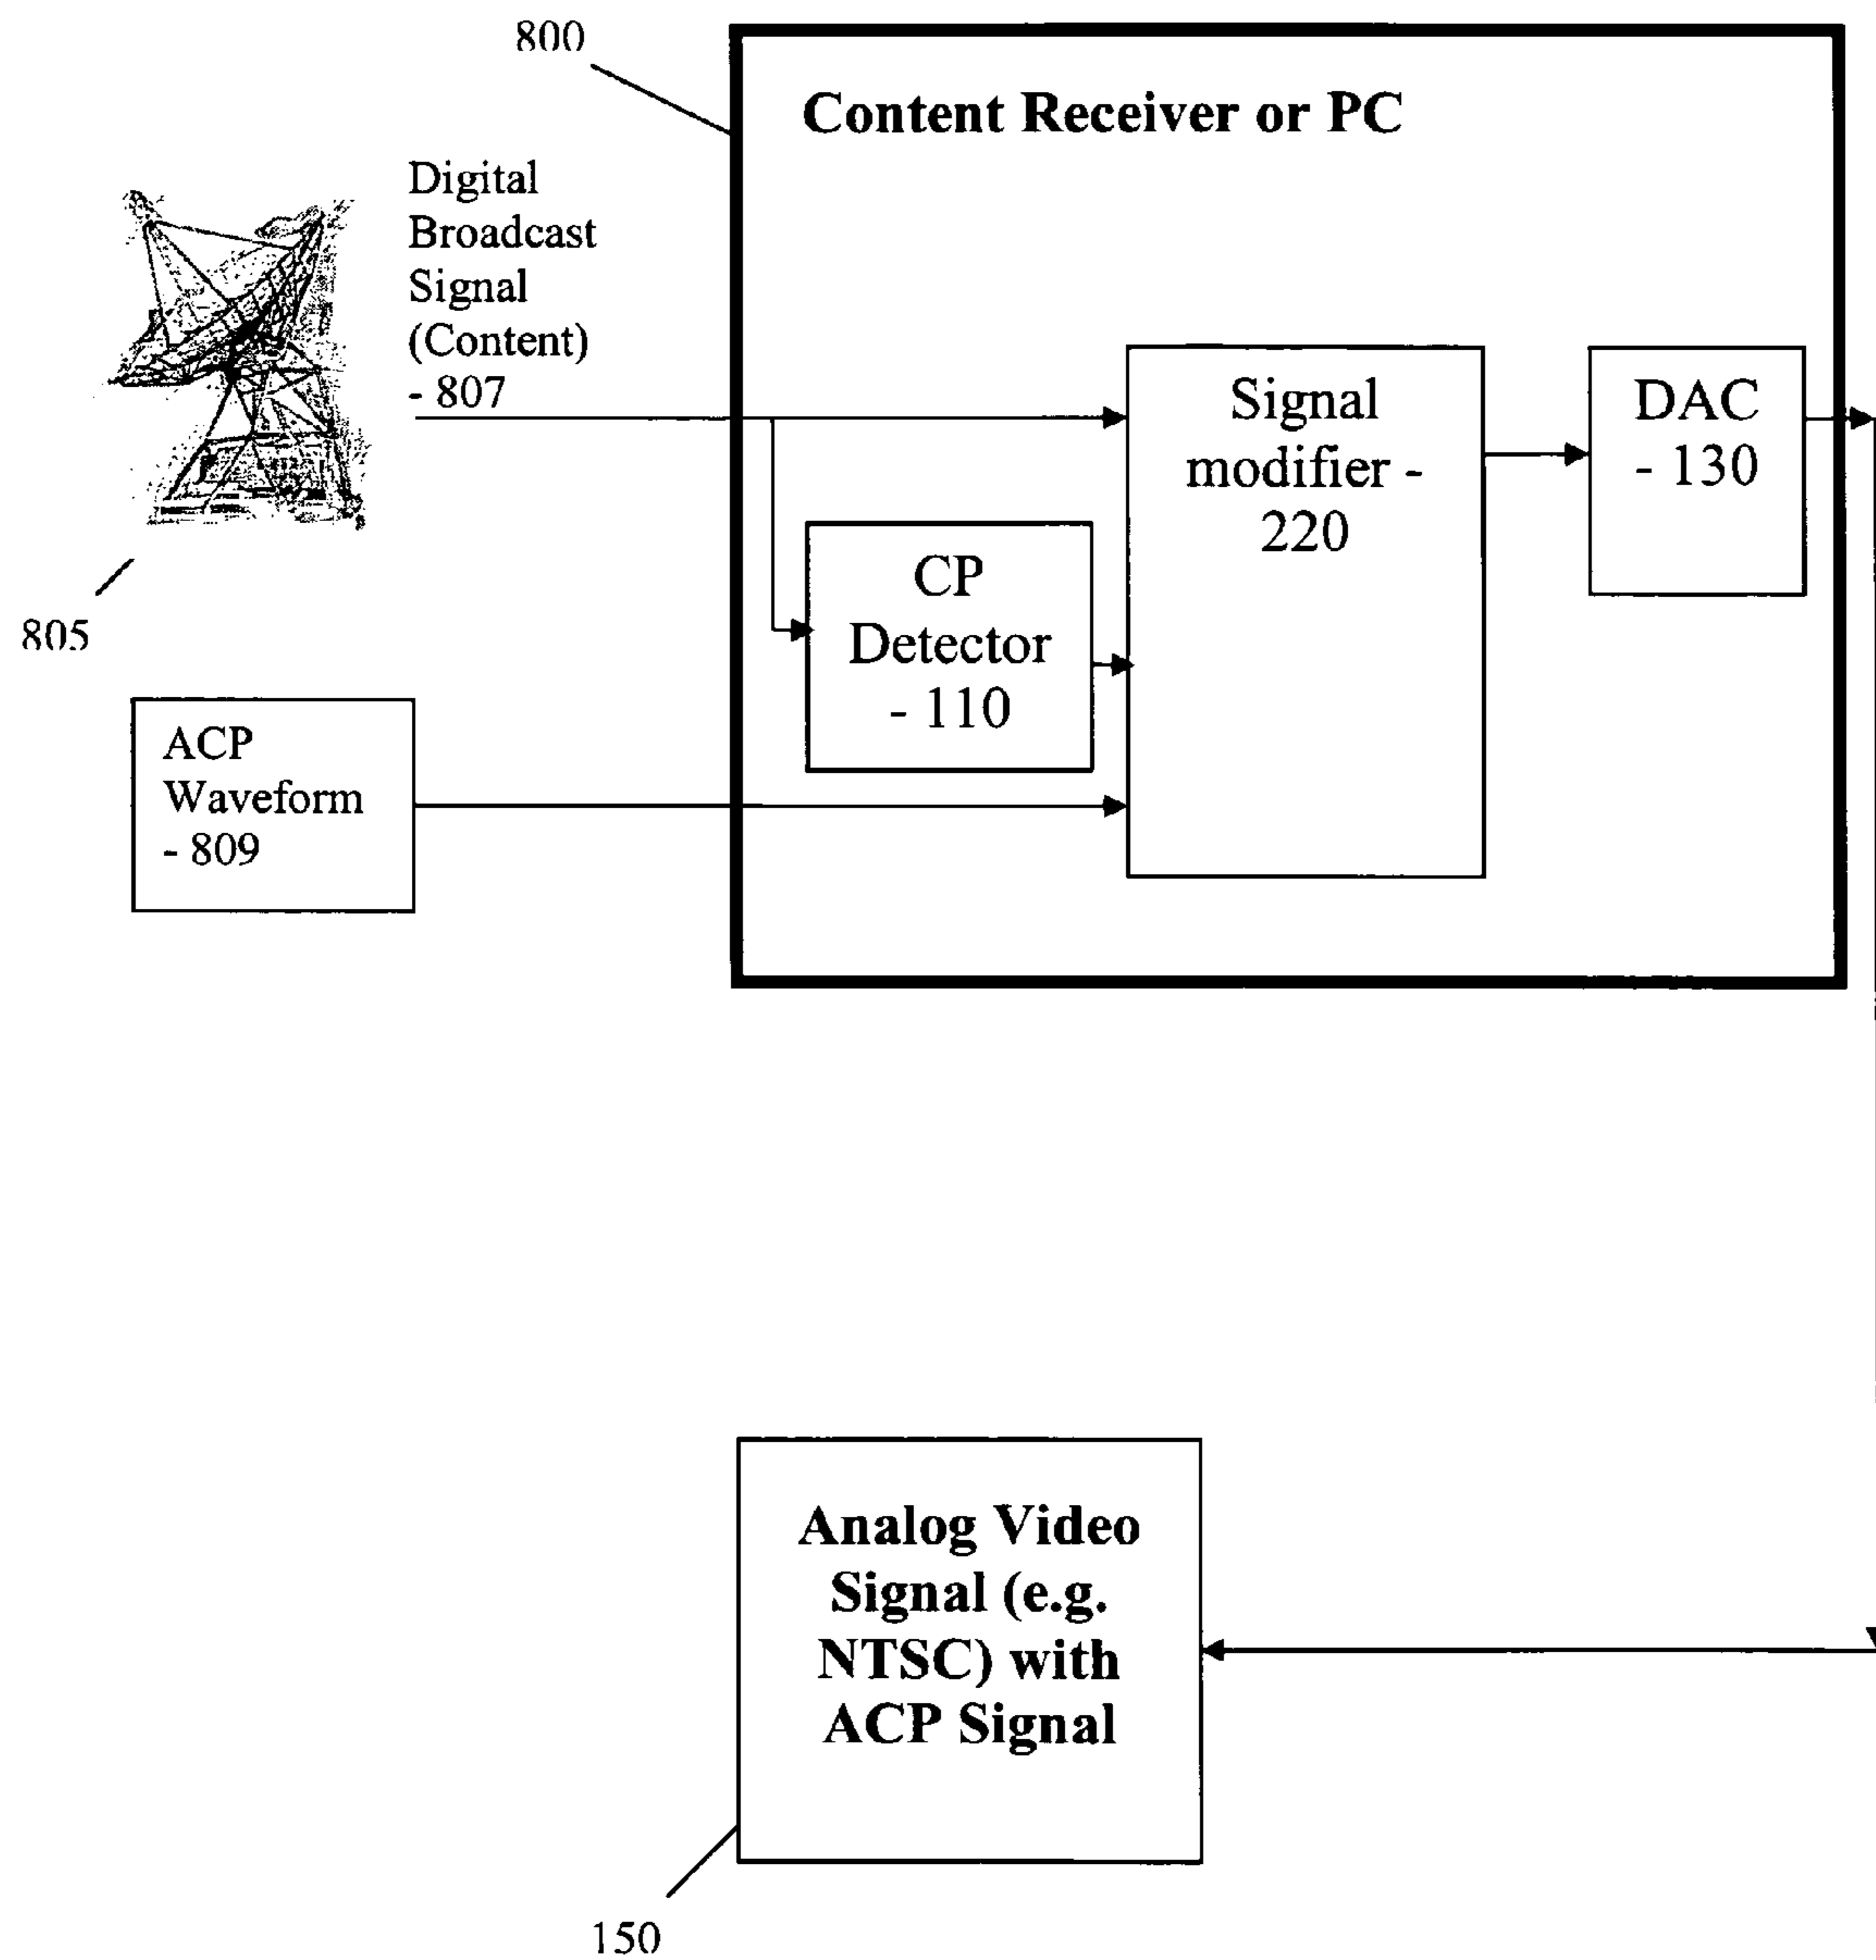 800
Content Receiver or PC
Digital
Broadcast
Signal
(Content)
- 807
805
Signal
modifier -
220
DAC
- 130
CP
Detector
- 110
ACP
Waveform
- 809
Analog Video
Signal (e.g.
NTSC) with
ACP Signal
150